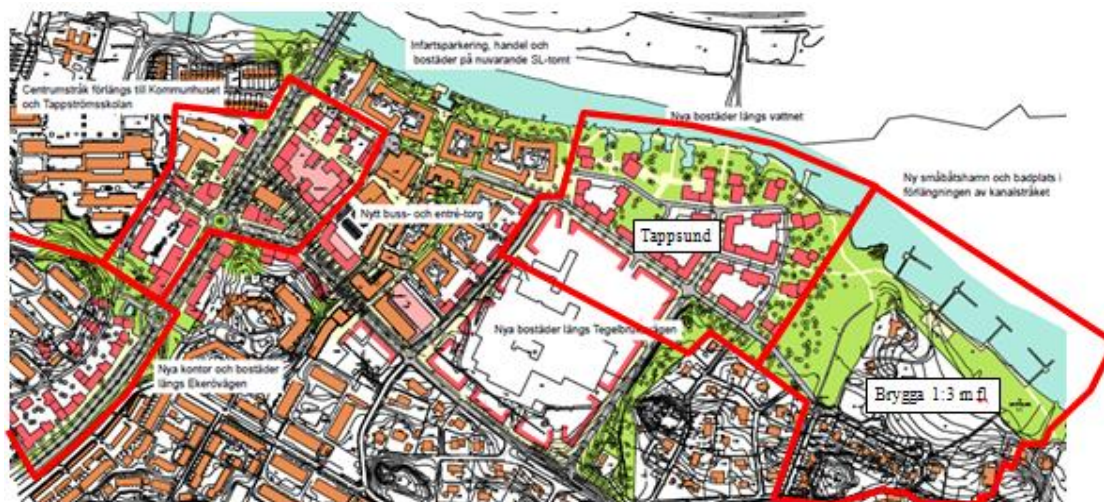 Infartsparkering, handel och
bostäder på nuvarande SL-tomt
Centrumstråk förlängs till Kommunhuset
och Tappströmsskolan
Nya bostäder längs vattnet
Ny småbåtshamn och badplats i
förlängningen av kanalstråket
Nytt buss- och entré-torg
Tappsund
Nya bostäder längs Tegelbruksvägen
Nya kontor och bostäder
längs Ekerövägen
Brygga 1:3 m fl